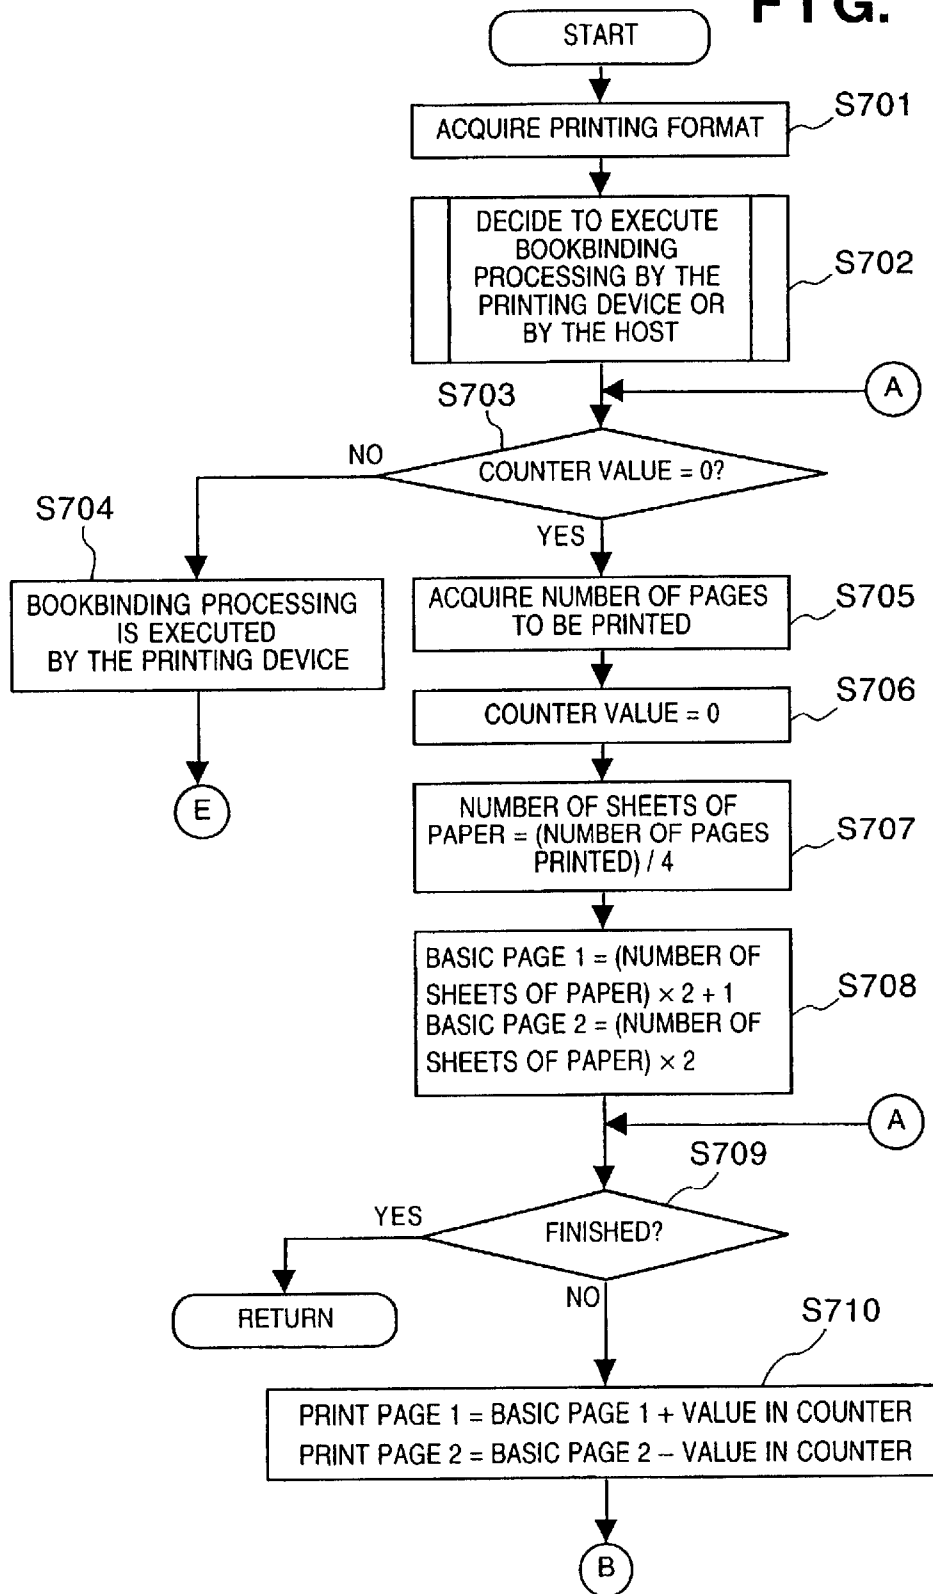 FIG.
START
ACQUIRE PRINTING FORMAT
S701
DECIDE TO EXECUTE
BOOKBINDING
PROCESSING BY THE
PRINTING DEVICE OR
BY THE HOST
S702
A
S703
COUNTER VALUE = 0?
NO
YES
S704
BOOKBINDING PROCESSING
IS EXECUTED
BY THE PRINTING DEVICE
E
ACQUIRE NUMBER OF PAGES
TO BE PRINTED
S705
COUNTER VALUE = 0
S706
NUMBER OF SHEETS OF
PAPER = (NUMBER OF PAGES
PRINTED) / 4
S707
BASIC PAGE 1 = (NUMBER OF
SHEETS OF PAPER) × 2 + 1
BASIC PAGE 2 = (NUMBER OF
SHEETS OF PAPER) × 2
S708
A
S709
FINISHED?
YES
RETURN
NO
S710
PRINT PAGE 1 = BASIC PAGE 1 + VALUE IN COUNTER
PRINT PAGE 2 = BASIC PAGE 2 – VALUE IN COUNTER
B